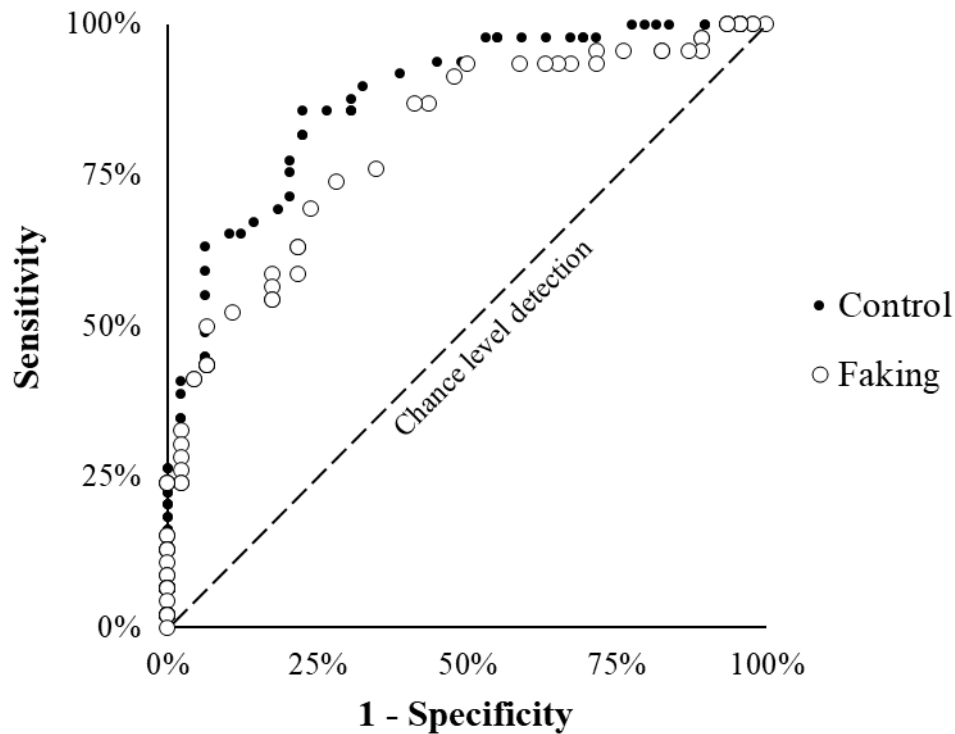 100%
75%
50%
25%
0%
Sensitivity
Chance level detection
Control
Faking
0% 25% 50% 75% 100%
1 - Specificity